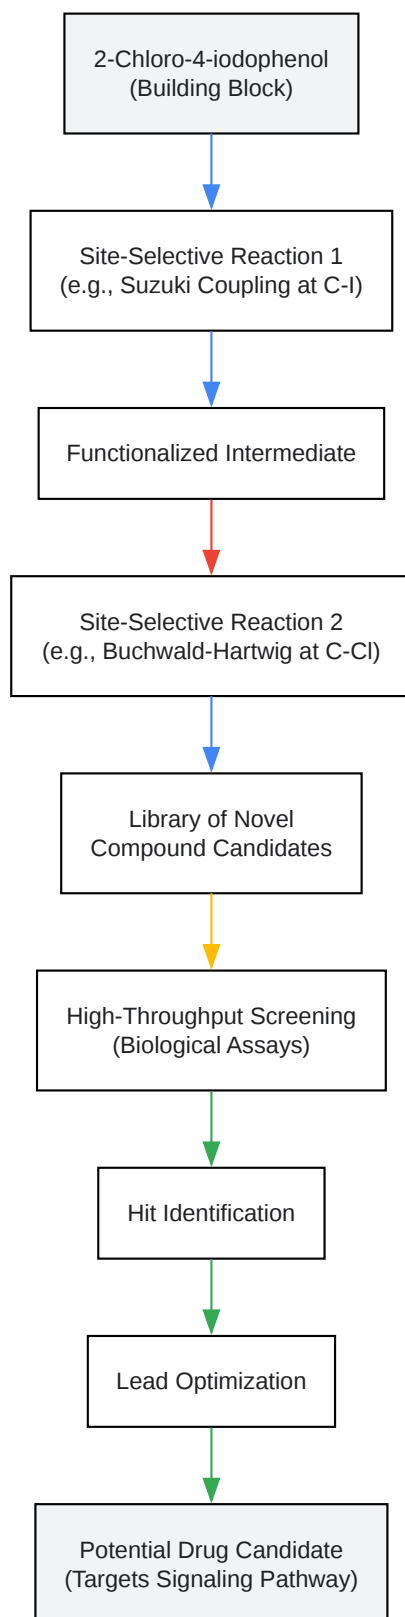 2-Chloro-4-iodophenol
(Building Block)
Site-Selective Reaction 1
(e.g., Suzuki Coupling at C-I)
Functionalized Intermediate
Site-Selective Reaction 2
(e.g., Buchwald-Hartwig at C-Cl)
Library of Novel
Compound Candidates
High-Throughput Screening
(Biological Assays)
Hit Identification
Lead Optimization
Potential Drug Candidate
(Targets Signaling Pathway)